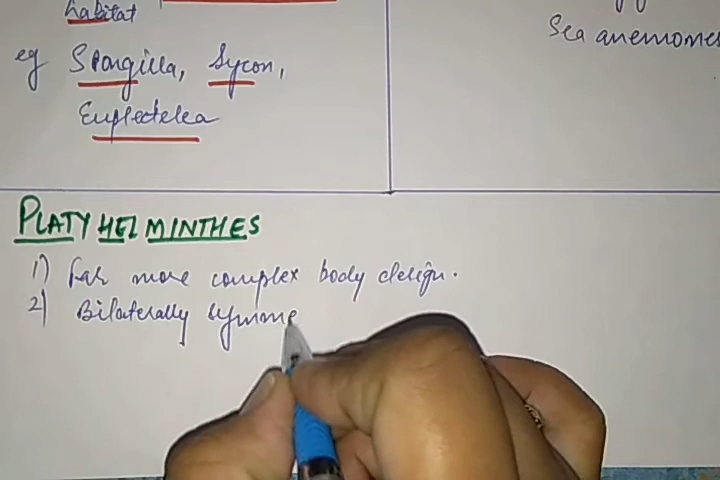 habitat
eg Spongilla, Sycon,
Euplectelea
Sea anemones
PLATYHELMINTHES
1) Far more complex body design.
2) Bilaterally symme